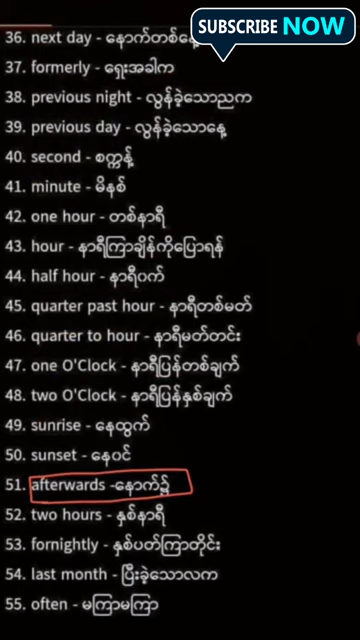 SUBSCRIBE NOW
36. next day - နောက်တစ်နေ့
37. formerly - ရှေးအခါက
38. previous night - လွန်ခဲ့သောညက
39. previous day - လွန်ခဲ့သောနေ့
40. second - စက္ကန့်
41. minute - မိနစ်
42. one hour - တစ်နာရီ
43. hour - နာရီကြာချိန်ကိုပြောရန်
44. half hour - နာရီဝက်
45. quarter past hour - နာရီတစ်မတ်
46. quarter to hour - နာရီမတ်တင်း
47. one O'Clock - နာရီပြန်တစ်ချက်
48. two O'Clock - နာရီပြန်နှစ်ချက်
49. sunrise - နေထွက်
50. sunset - နေဝင်
51. afterwards -နောက်၌
52. two hours - နှစ်နာရီ
53. fornightly - နှစ်ပတ်ကြာတိုင်း
54. last month - ပြီးခဲ့သောလက
55. often - မကြာမကြာ